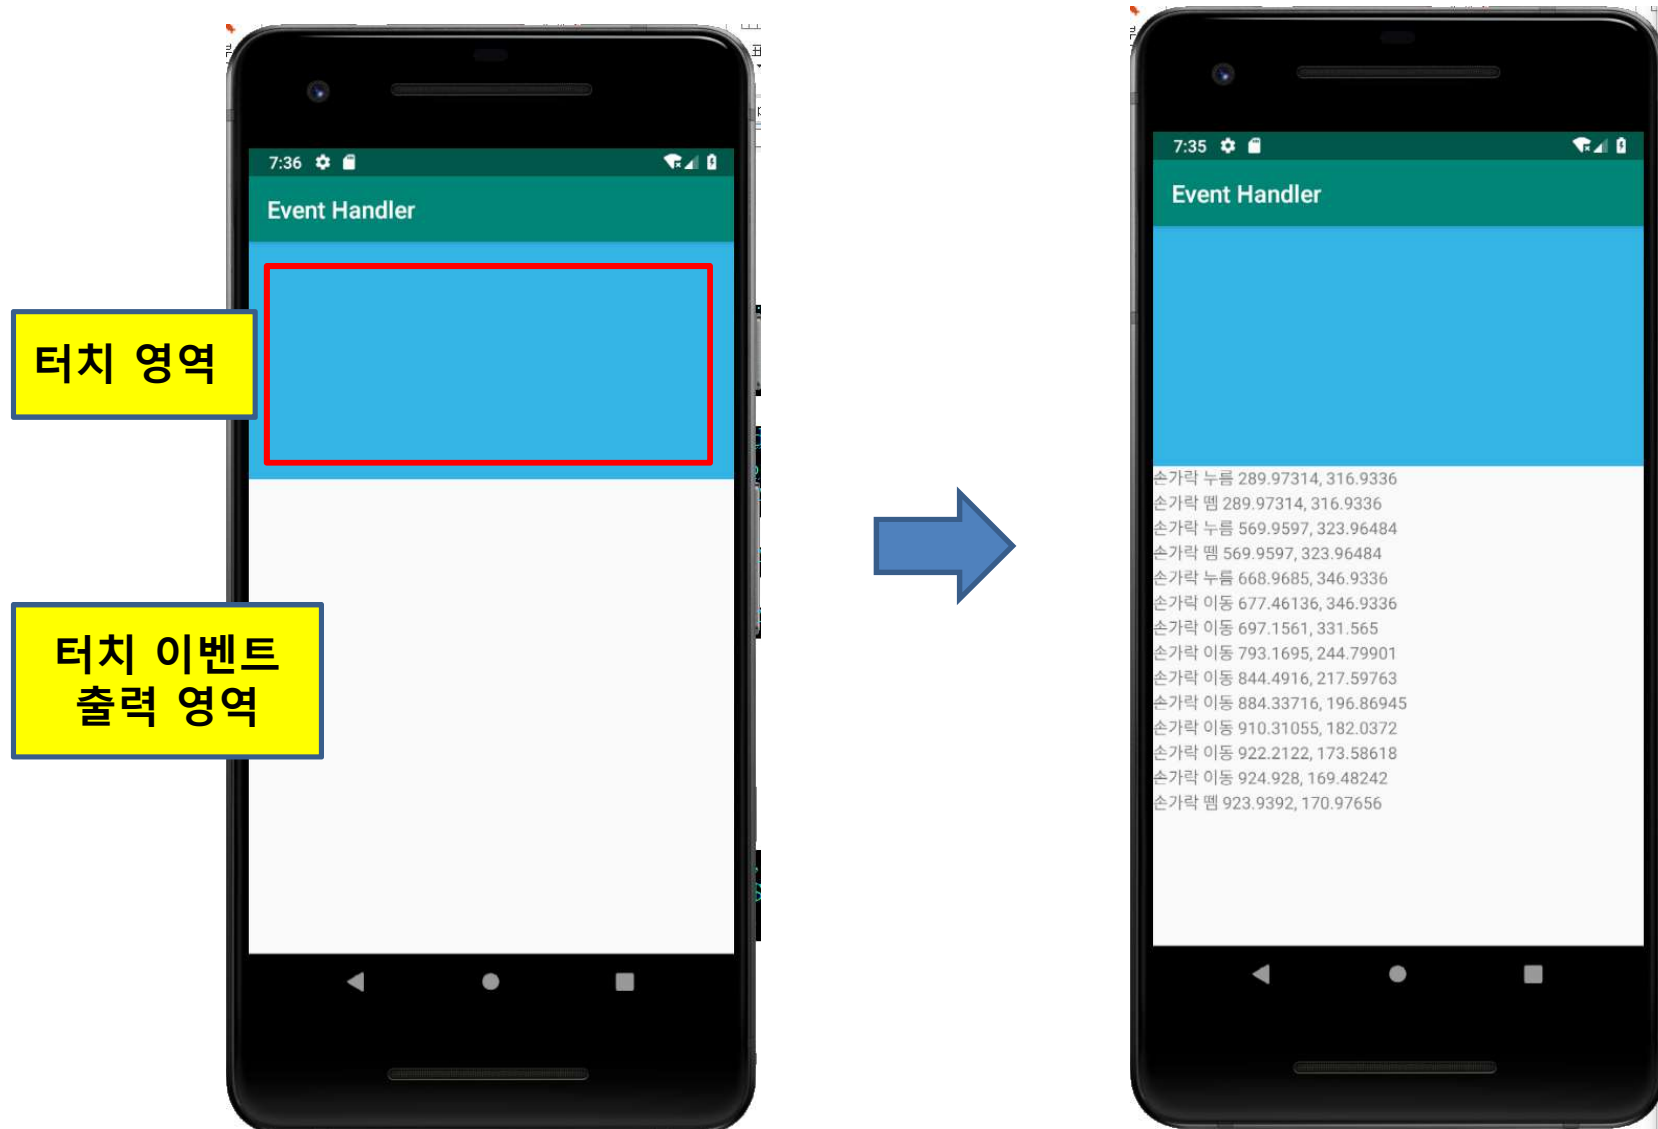 7:36
Event Handler
터치 영역
터치 이벤트
출력 영역
7:35
Event Handler
손가락 누름 289.97314, 316.9336
손가락 뗌 289.97314, 316.9336
손가락 누름 569.9597, 323.96484
손가락 뗌 569.9597, 323.96484
손가락 누름 668.9685, 346.9336
손가락 이동 677.46136, 346.9336
손가락 이동 697.1561, 331.565
손가락 이동 793.1695, 244.79901
손가락 이동 844.4916, 217.59763
손가락 이동 884.33716, 196.86945
손가락 이동 910.31055, 182.0372
손가락 이동 922.2122, 173.58618
손가락 이동 924.928, 169.48242
손가락 뗌 923.9392, 170.97656